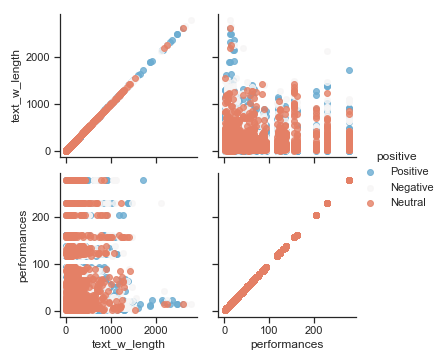 text_w_length
2000
1000
0
performances
200
100
0
0
1000
2000
text_w_length
0
100
200
performances
positive
Positive
Negative
Neutral